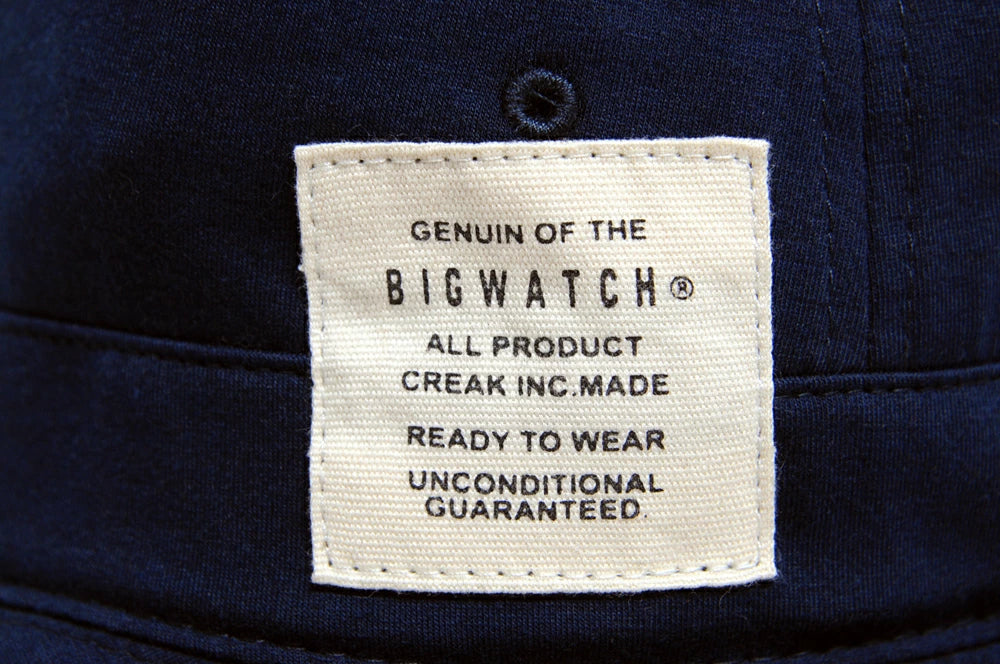 GENUIN OF THE
BIGWATCH®
ALL PRODUCT
CREAK INC.MADE
READY TO WEAR
UNCONDITIONAL
GUARANTEED.